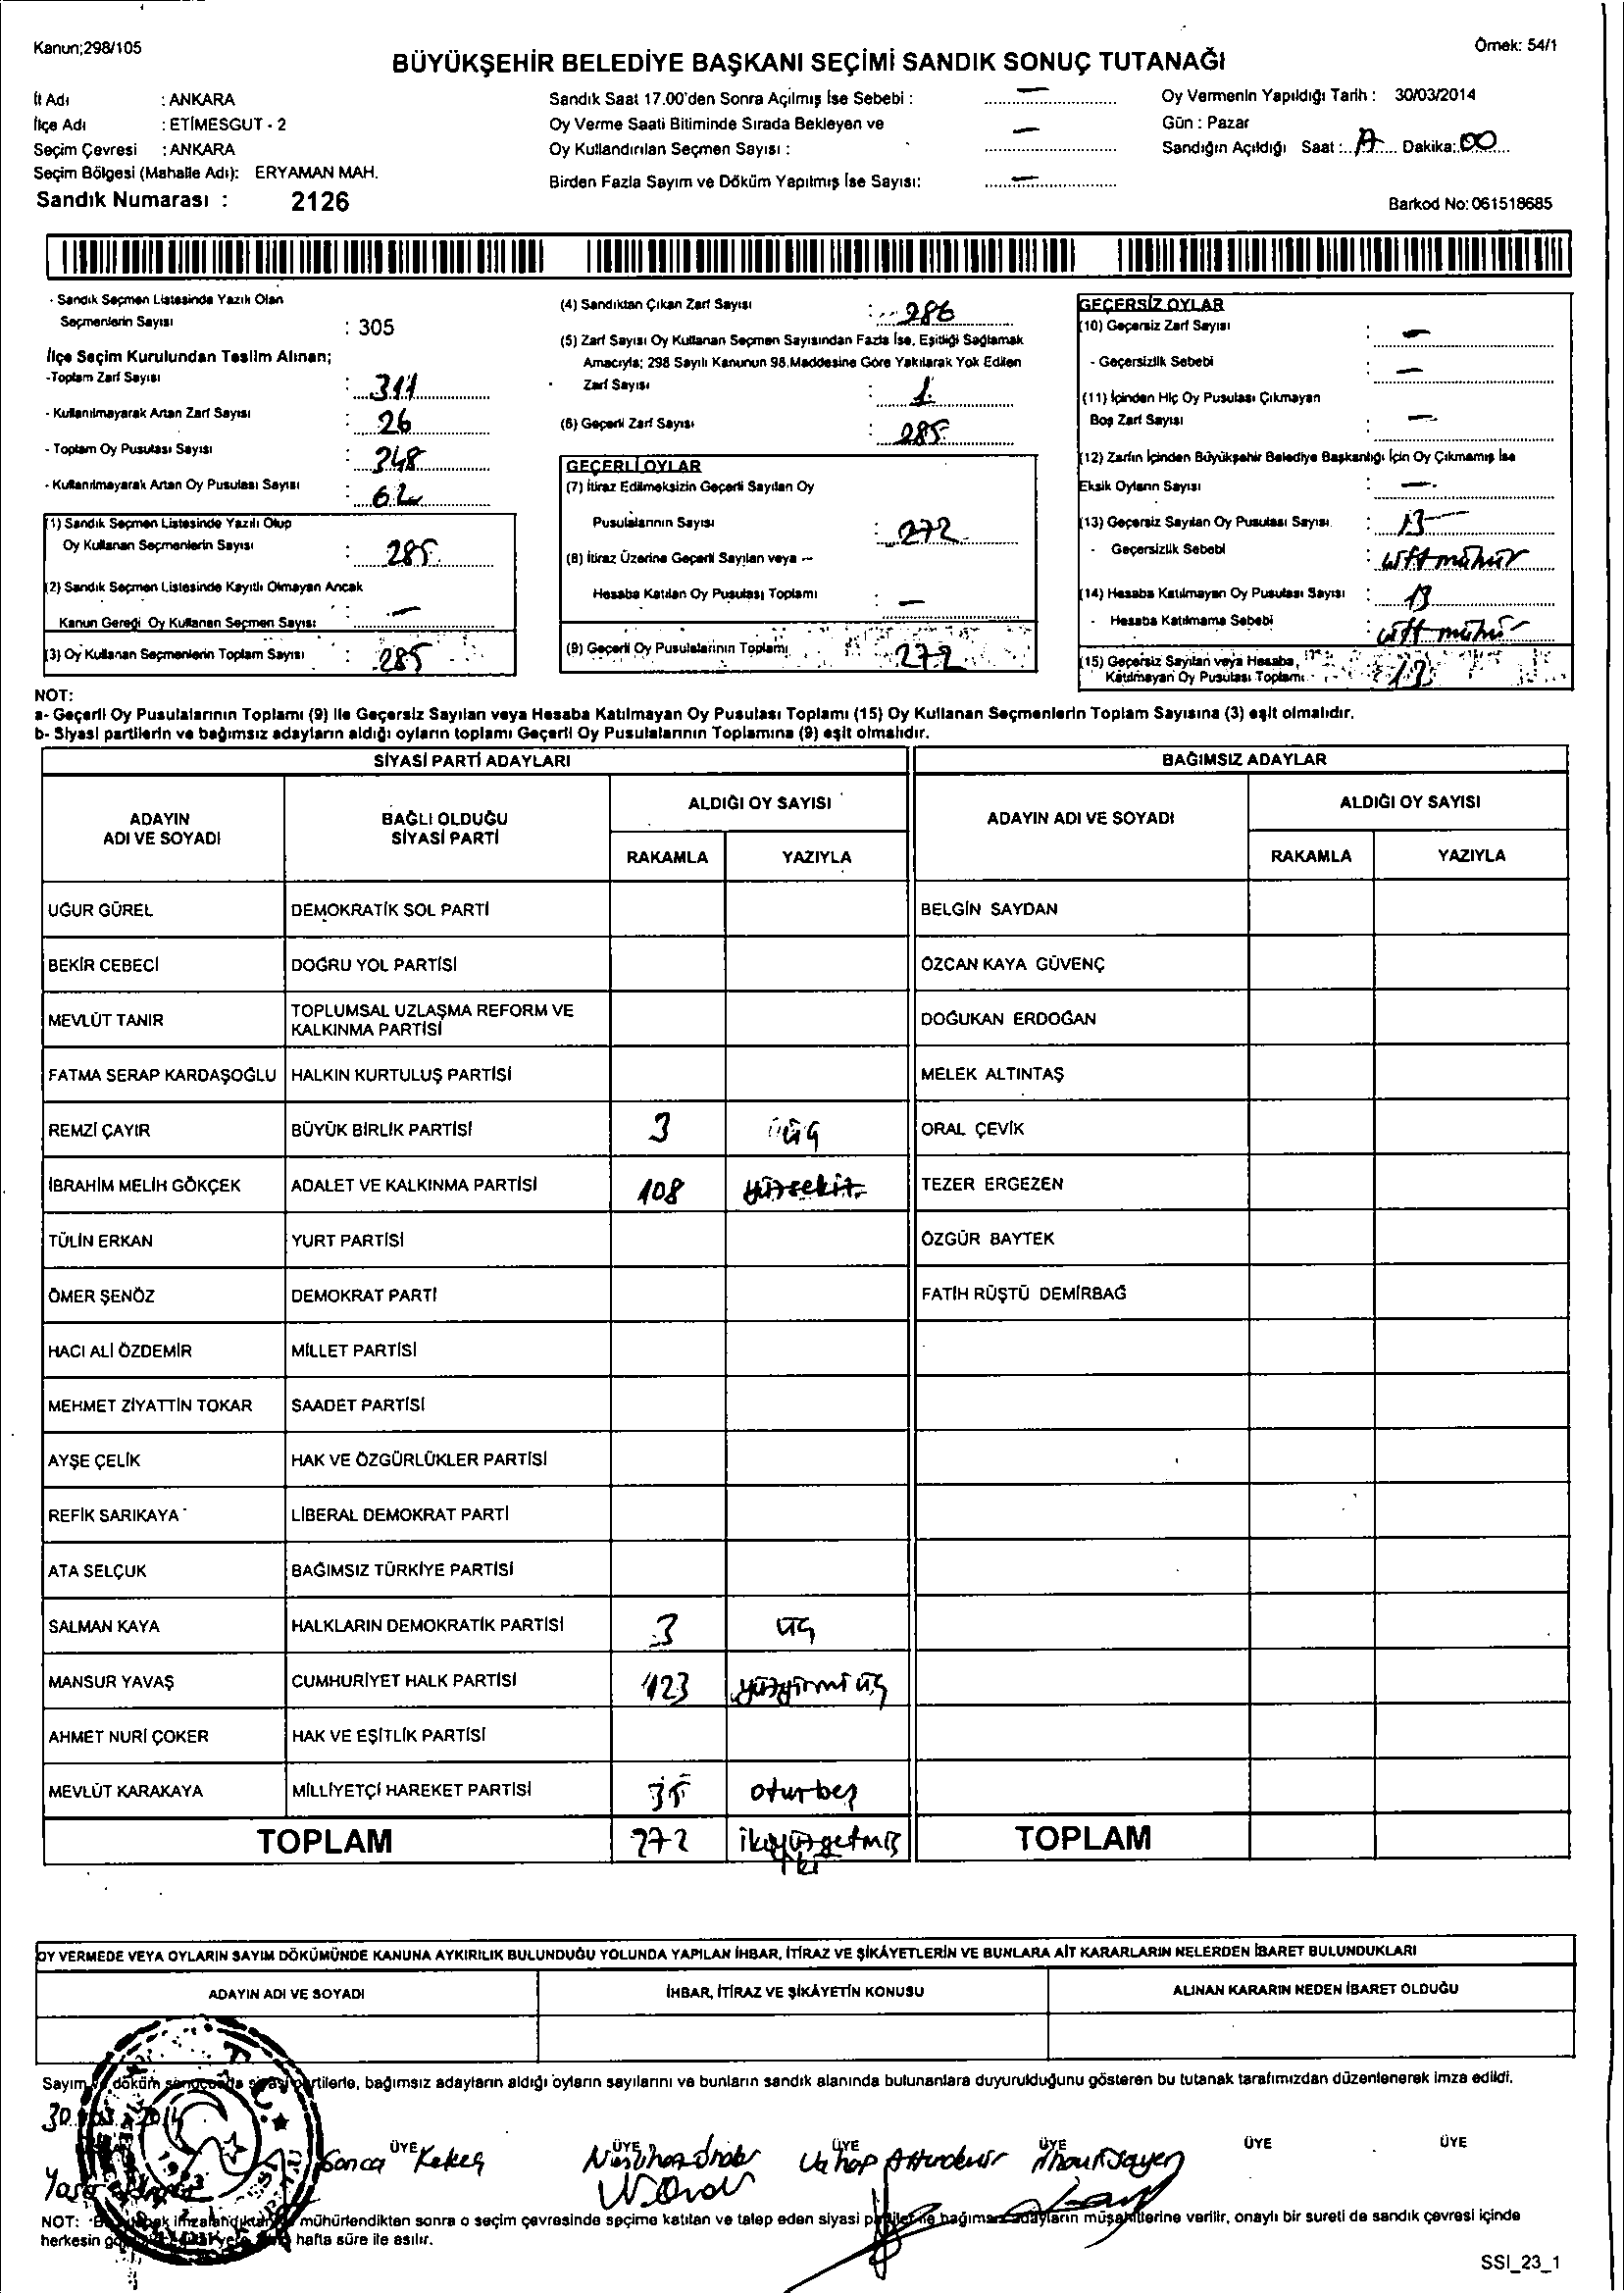 Kanun;298/105
Örnek: 54/1
BÜYÜKŞEHİR BELEDİYE BAŞKANI SEÇİMİ SANDIK SONUÇ TUTANAĞI
İl Adı : ANKARA
İlçe Adı : ETİMESGUT - 2
Seçim Çevresi : ANKARA
Seçim Bölgesi (Mahalle Adı): ERYAMAN MAH.
Sandık Numarası : 2126
Sandık Saat 17.00'den Sonra Açılmış İse Sebebi : —
Oy Verme Saati Bitiminde Sırada Bekleyen ve
Oy Kullandırılan Seçmen Sayısı : —
Birden Fazla Sayım ve Döküm Yapılmış İse Sayısı: —
Oy Vermenin Yapıldığı Tarih : 30/03/2014
Gün : Pazar
Sandığın Açıldığı Saat : Dakika: 00
Barkod No: 061518685
- Sandık Seçmen Listesinde Yazılı Olan
Seçmenlerin Sayısı : 305
İlçe Seçim Kurulundan Teslim Alınan;
-Toplam Zarf Sayısı : 311
- Kullanılmayarak Artan Zarf Sayısı : 26
- Toplam Oy Pusulası Sayısı : 348
- Kullanılmayarak Artan Oy Pusulası Sayısı : 62
(1) Sandık Seçmen Listesinde Yazılı Olup
Oy Kullanan Seçmenlerin Sayısı : 285
(2) Sandık Seçmen Listesinde Kayıtlı Olmayan Ancak
Kanun Gereği Oy Kullanan Seçmen Sayısı : —
(3) Oy Kullanan Seçmenlerin Toplam Sayısı : 285
(4) Sandıktan Çıkan Zarf Sayısı : 286
(5) Zarf Sayısı Oy Kullanan Seçmen Sayısından Fazla İse, Eşitliği Sağlamak
Amacıyla; 298 Sayılı Kanunun 98.Maddesine Göre Yakılarak Yok Edilen
Zarf Sayısı : 1
(6) Geçerli Zarf Sayısı : 285
GEÇERLİ OYLAR
(7) İtiraz Edilmeksizin Geçerli Sayılan Oy
Pusulalarının Sayısı : 272
(8) İtiraz Üzerine Geçerli Sayılan veya
Hesaba Katılan Oy Pusulası Toplamı : —
(9) Geçerli Oy Pusulalarının Toplamı : 272
GEÇERSİZ OYLAR
(10) Geçersiz Zarf Sayısı : —
- Geçersizlik Sebebi : —
(11) İçinden Hiç Oy Pusulası Çıkmayan
Boş Zarf Sayısı : —
(12) Zarfın İçinden Büyükşehir Belediye Başkanlığı İçin Oy Çıkmamış İse
Eksik Oyların Sayısı : —
(13) Geçersiz Sayılan Oy Pusulası Sayısı : 13
- Geçersizlik Sebebi : çift mühür
(14) Hesaba Katılmayan Oy Pusulası Sayısı : 13
- Hesaba Katılmama Sebebi : çift mühür
(15) Geçersiz Sayılan veya Hesaba
Katılmayan Oy Pusulası Toplamı : 13
NOT:
a- Geçerli Oy Pusulalarının Toplamı (9) ile Geçersiz Sayılan veya Hesaba Katılmayan Oy Pusulası Toplamı (15) Oy Kullanan Seçmenlerin Toplam Sayısına (3) eşit olmalıdır.
b- Siyasi partilerin ve bağımsız adayların aldığı oyların toplamı Geçerli Oy Pusulalarının Toplamına (9) eşit olmalıdır.
SİYASİ PARTİ ADAYLARI BAĞIMSIZ ADAYLAR
ADAYIN ADI VE SOYADI BAĞLI OLDUĞU SİYASİ PARTİ ALDIĞI OY SAYISI ADAYIN ADI VE SOYADI ALDIĞI OY SAYISI
RAKAMLA YAZIYLA RAKAMLA YAZIYLA
UĞUR GÜREL DEMOKRATİK SOL PARTİ BELGİN SAYDAN
BEKİR CEBECİ DOĞRU YOL PARTİSİ ÖZCAN KAYA GÜVENÇ
MEVLÜT TANIR TOPLUMSAL UZLAŞMA REFORM VE KALKINMA PARTİSİ DOĞUKAN ERDOĞAN
FATMA SERAP KARDAŞOĞLU HALKIN KURTULUŞ PARTİSİ MELEK ALTINTAŞ
REMZİ ÇAYIR BÜYÜK BİRLİK PARTİSİ 3 üç ORAL ÇEVİK
İBRAHİM MELİH GÖKÇEK ADALET VE KALKINMA PARTİSİ 108 yüzsekiz TEZER ERGEZEN
TÜLİN ERKAN YURT PARTİSİ ÖZGÜR BAYTEK
ÖMER ŞENÖZ DEMOKRAT PARTİ FATİH RÜŞTÜ DEMİRBAĞ
HACI ALİ ÖZDEMİR MİLLET PARTİSİ
MEHMET ZİYATTİN TOKAR SAADET PARTİSİ
AYŞE ÇELİK HAK VE ÖZGÜRLÜKLER PARTİSİ
REFİK SARIKAYA LİBERAL DEMOKRAT PARTİ
ATA SELÇUK BAĞIMSIZ TÜRKİYE PARTİSİ
SALMAN KAYA HALKLARIN DEMOKRATİK PARTİSİ 3 üç
MANSUR YAVAŞ CUMHURİYET HALK PARTİSİ 123 yüzyirmi üç
AHMET NURİ ÇOKER HAK VE EŞİTLİK PARTİSİ
MEVLÜT KARAKAYA MİLLİYETÇİ HAREKET PARTİSİ 35 oturbeş
TOPLAM 272 ikiyüzyetmiş iki TOPLAM
OY VERMEDE VEYA OYLARIN SAYIM DÖKÜMÜNDE KANUNA AYKIRILIK BULUNDUĞU YOLUNDA YAPILAN İHBAR, İTİRAZ VE ŞİKÂYETLERİN VE BUNLARA AİT KARARLARIN NELERDEN İBARET BULUNDUKLARI
ADAYIN ADI VE SOYADI İHBAR, İTİRAZ VE ŞİKÂYETİN KONUSU ALINAN KARARIN NEDEN İBARET OLDUĞU
Sayım döküm siyasi partilerle, bağımsız adayların aldığı oyların sayılarını ve bunların sandık alanında bulunanlara duyurulduğunu gösteren bu tutanak tarafımızdan düzenlenerek imza edildi.
30 2014
ÜYE ÜYE ÜYE ÜYE ÜYE ÜYE
Gonca Vahap
NOT: imzalandıktan mühürlendikten sonra o seçim çevresinde seçime katılan ve talep eden siyasi partiler ile bağımsız adayların müşahitlerine verilir, onaylı bir sureti de sandık çevresi içinde
herkesin hafta süre ile asılır.
SSI_23_1